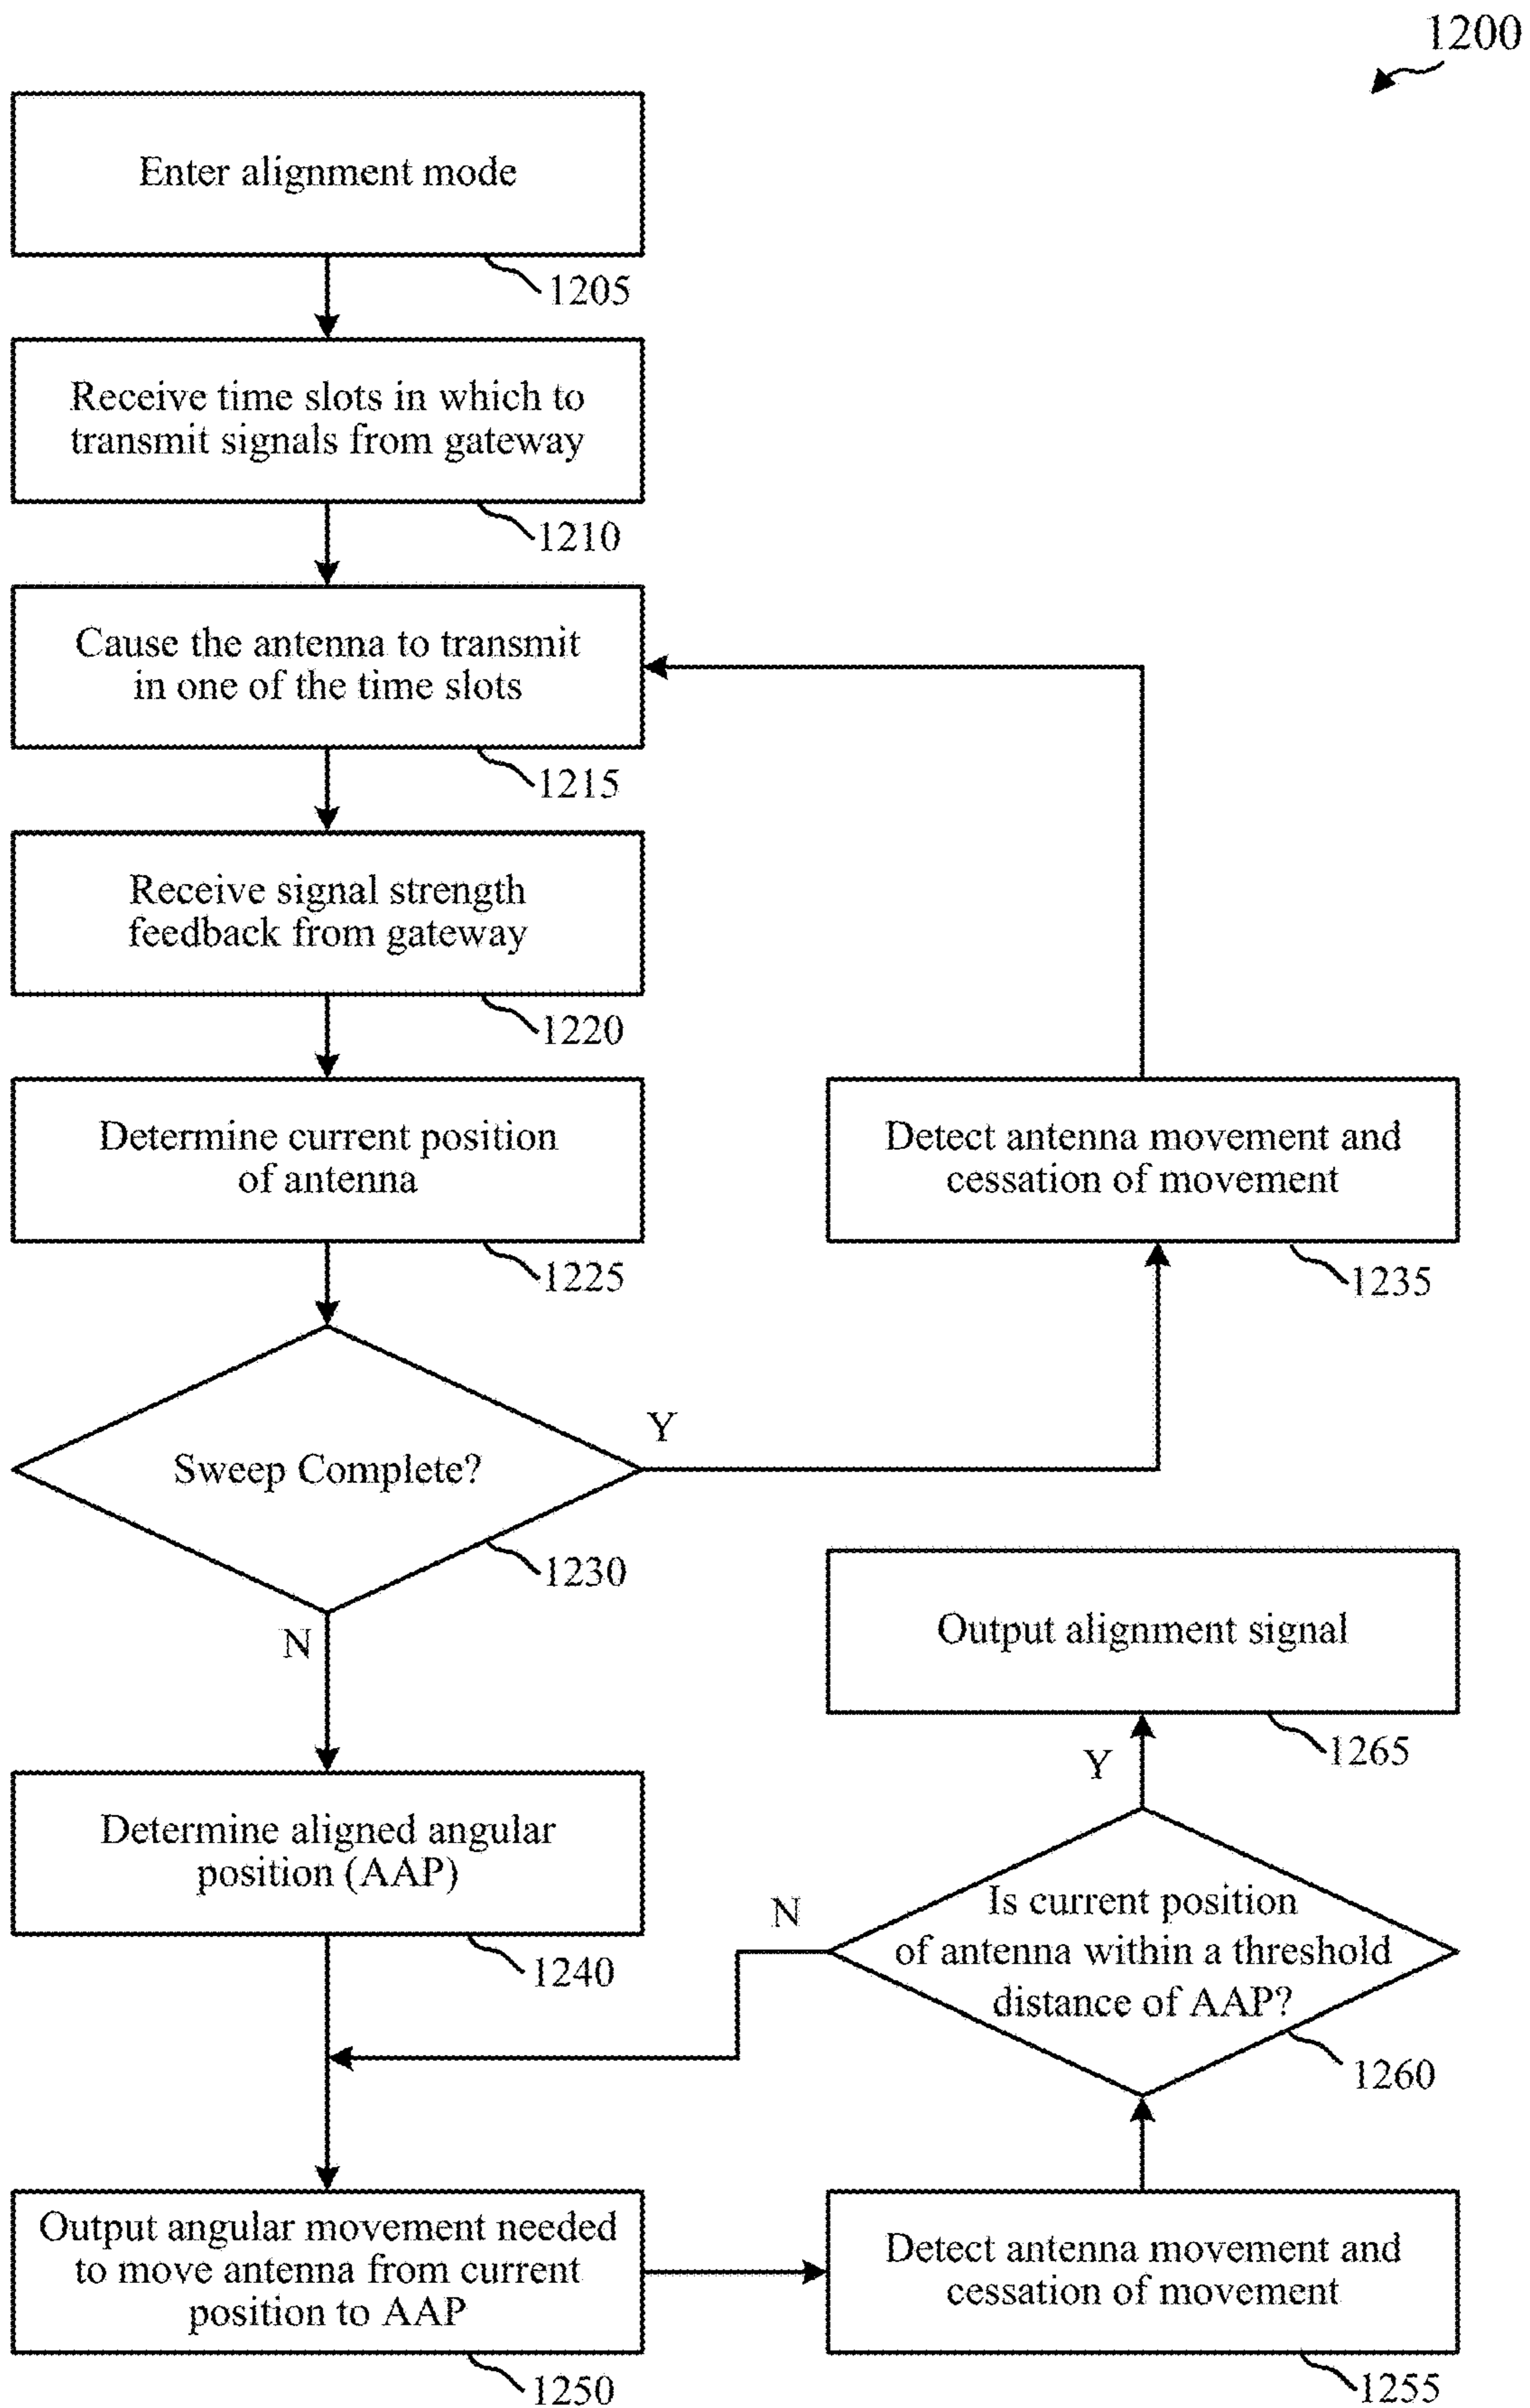 1200
Enter alignment mode
1205
Receive time slots in which to
transmit signals from gateway
1210
Cause the antenna to transmit
in one of the time slots
1215
Receive signal strength
feedback from gateway
1220
Determine current position
of antenna
1225
Detect antenna movement and
cessation of movement
1235
Sweep Complete?
Y
1230
N
Output alignment signal
1265
Y
Determine aligned angular
position (AAP)
1240
Is current position
of antenna within a threshold
distance of AAP?
N
1260
Output angular movement needed
to move antenna from current
position to AAP
1250
Detect antenna movement and
cessation of movement
1255